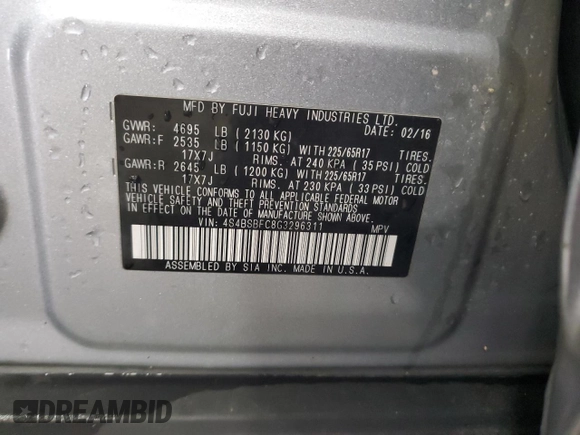 MFD BY FUJI HEAVY INDUSTRIES LTD.
GVWR: 4695 LB (2130 KG) DATE: 02/16
GAWR:F 2535 LB (1150 KG) WITH 225/65R17 TIRES.
17X7J RIMS. AT 240 KPA (35 PSI) COLD
GAWR:R 2645 LB (1200 KG) WITH 225/65R17 TIRES.
17X7J RIMS. AT 230 KPA (33 PSI) COLD
THIS VEHICLE CONFORMS TO ALL APPLICABLE FEDERAL MOTOR
VEHICLE SAFETY AND THEFT PREVENTION STANDARDS IN EFFECT
ON THE DATE OF MANUFACTURE SHOWN ABOVE.
VIN: 4S4BSBFC8G3296311 MPV
ASSEMBLED BY SIA INC. MADE IN U.S.A.
DREAMBID